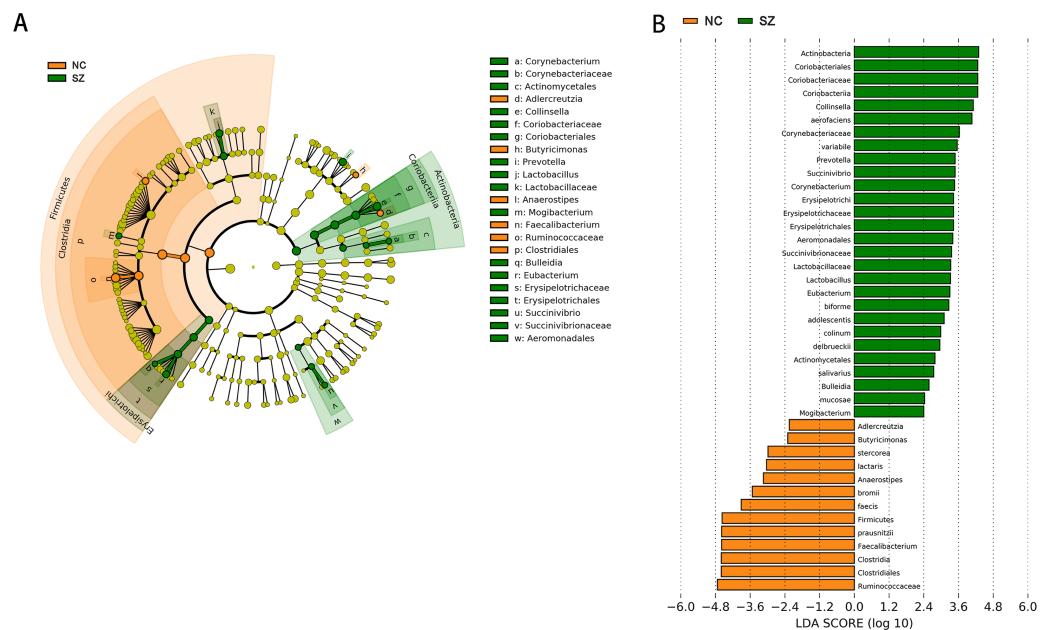 A
NC
SZ
Firmicutes
Clostridia
Erysipelotrichi
Coriobacteriia
Actinobacteria
k
h
g
f
e
d
c
b
a
l
p
m
o
q
r
s
t
u
v
w
a: Corynebacterium
b: Corynebacteriaceae
c: Actinomycetales
d: Adlercreutzia
e: Collinsella
f: Coriobacteriaceae
g: Coriobacteriales
h: Butyricimonas
i: Prevotella
j: Lactobacillus
k: Lactobacillaceae
l: Anaerostipes
m: Mogibacterium
n: Faecalibacterium
o: Ruminococcaceae
p: Clostridiales
q: Bulleidia
r: Eubacterium
s: Erysipelotrichaceae
t: Erysipelotrichales
u: Succinivibrio
v: Succinivibrionaceae
w: Aeromonadales
B
NC
SZ
Actinobacteria
Coriobacteriales
Coriobacteriaceae
Coriobacteriia
Collinsella
aerofaciens
Corynebacteriaceae
variabile
Prevotella
Succinivibrio
Corynebacterium
Erysipelotrichi
Erysipelotrichaceae
Erysipelotrichales
Aeromonadales
Succinivibrionaceae
Lactobacillaceae
Lactobacillus
Eubacterium
biforme
adolescentis
colinum
delbrueckii
Actinomycetales
salivarius
Bulleidia
mucosae
Mogibacterium
Adlercreutzia
Butyricimonas
stercorea
lactaris
Anaerostipes
bromii
faecis
Firmicutes
prausnitzii
Faecalibacterium
Clostridia
Clostridiales
Ruminococcaceae
−6.0 −4.8 −3.6 −2.4 −1.2 0.0 1.2 2.4 3.6 4.8 6.0
LDA SCORE (log 10)